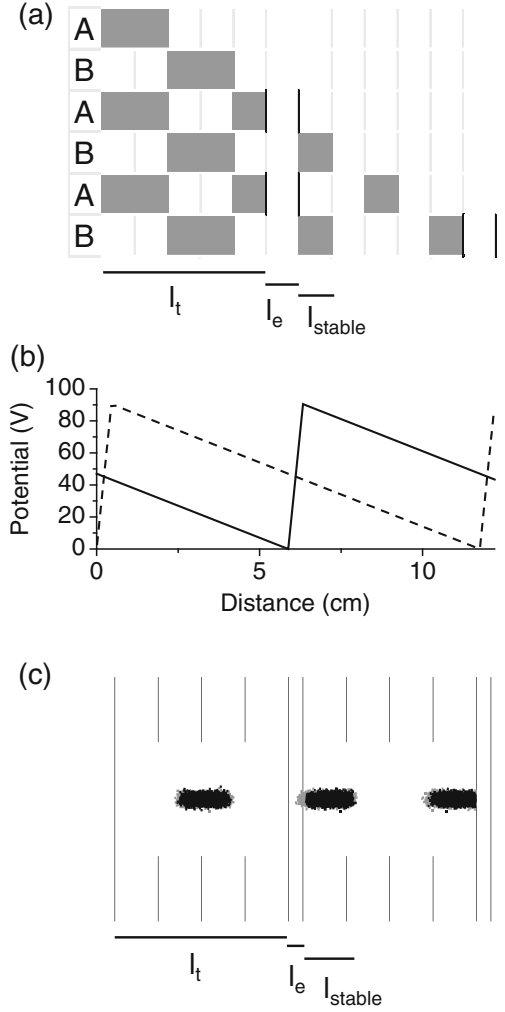 (a)
A
B
A
B
A
B
l_t
l_e
l_stable
(b)
Potential (V)
100
80
60
40
20
0
0 5 10
Distance (cm)
(c)
l_t
l_e
l_stable